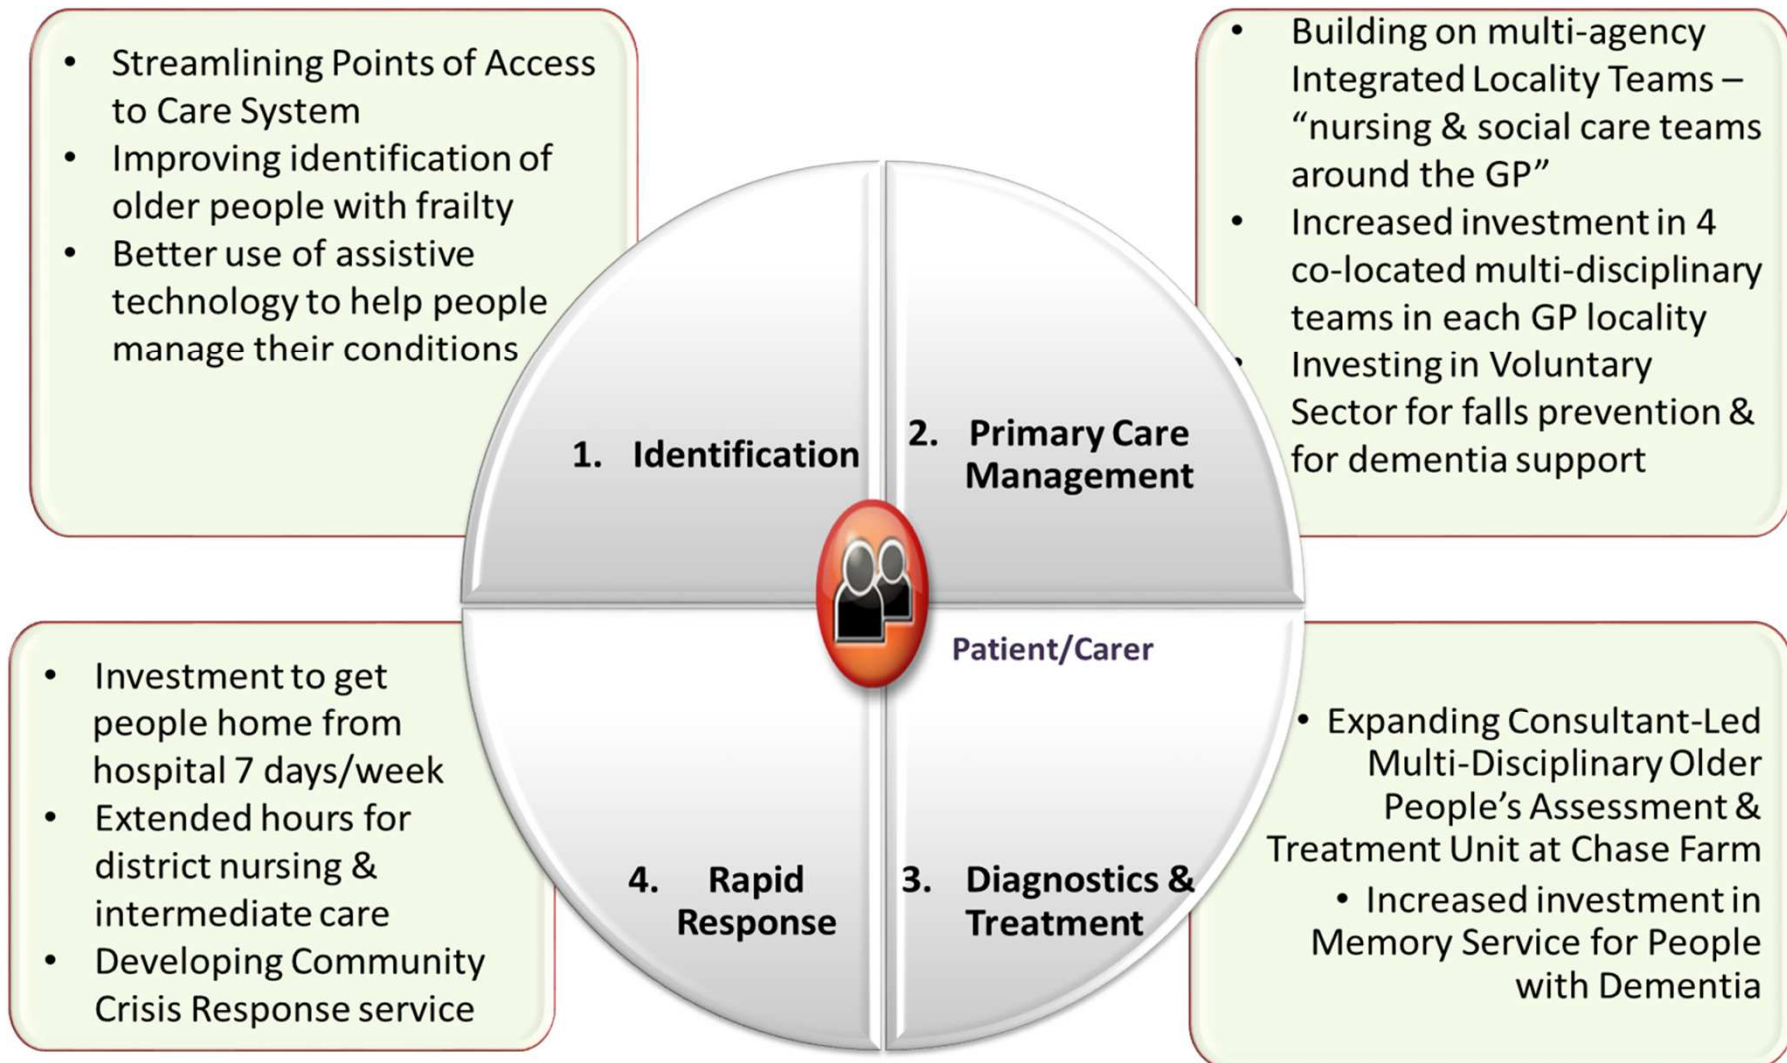 • Streamlining Points of Access
to Care System
• Improving identification of
older people with frailty
• Better use of assistive
technology to help people
manage their conditions
• Building on multi-agency
Integrated Locality Teams –
“nursing & social care teams
around the GP”
• Increased investment in 4
co-located multi-disciplinary
teams in each GP locality
• Investing in Voluntary
Sector for falls prevention &
for dementia support
1. Identification
2. Primary Care
Management
Patient/Carer
• Investment to get
people home from
hospital 7 days/week
• Extended hours for
district nursing &
intermediate care
• Developing Community
Crisis Response service
4. Rapid
Response
3. Diagnostics &
Treatment
• Expanding Consultant-Led
Multi-Disciplinary Older
People’s Assessment &
Treatment Unit at Chase Farm
• Increased investment in
Memory Service for People
with Dementia